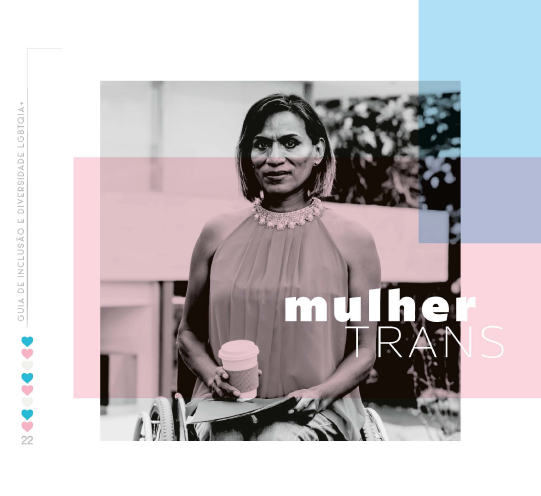 GUIA DE INCLUSÃO E DIVERSIDADE LGBTQIA+
22
mulher
TRANS